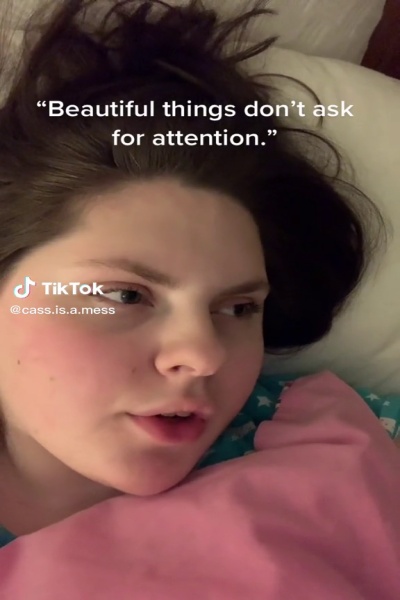 “Beautiful things don’t ask
for attention.”
TikTok
@cass.is.a.mess